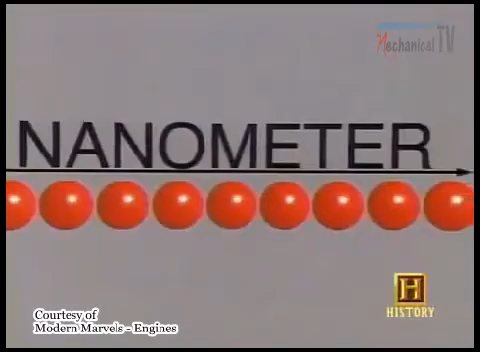 Mechanical TV
NANOMETER
H
HISTORY
Courtesy of
Modern Marvels - Engines